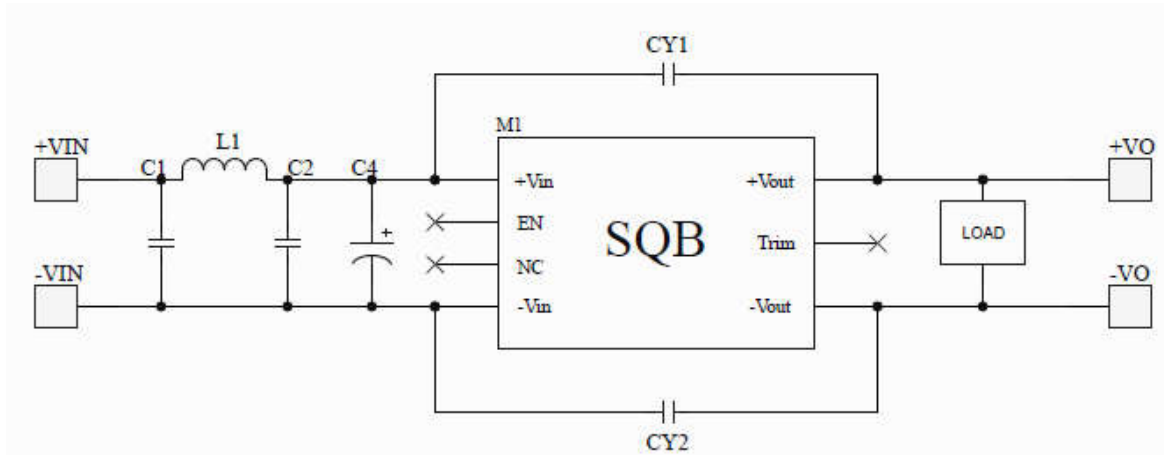 CY1
M1
+VIN
C1
L1
C2
C4
+Vin
+Vout
+VO
+
EN
SQB
Trim
LOAD
NC
-VIN
-Vin
-Vout
-VO
CY2